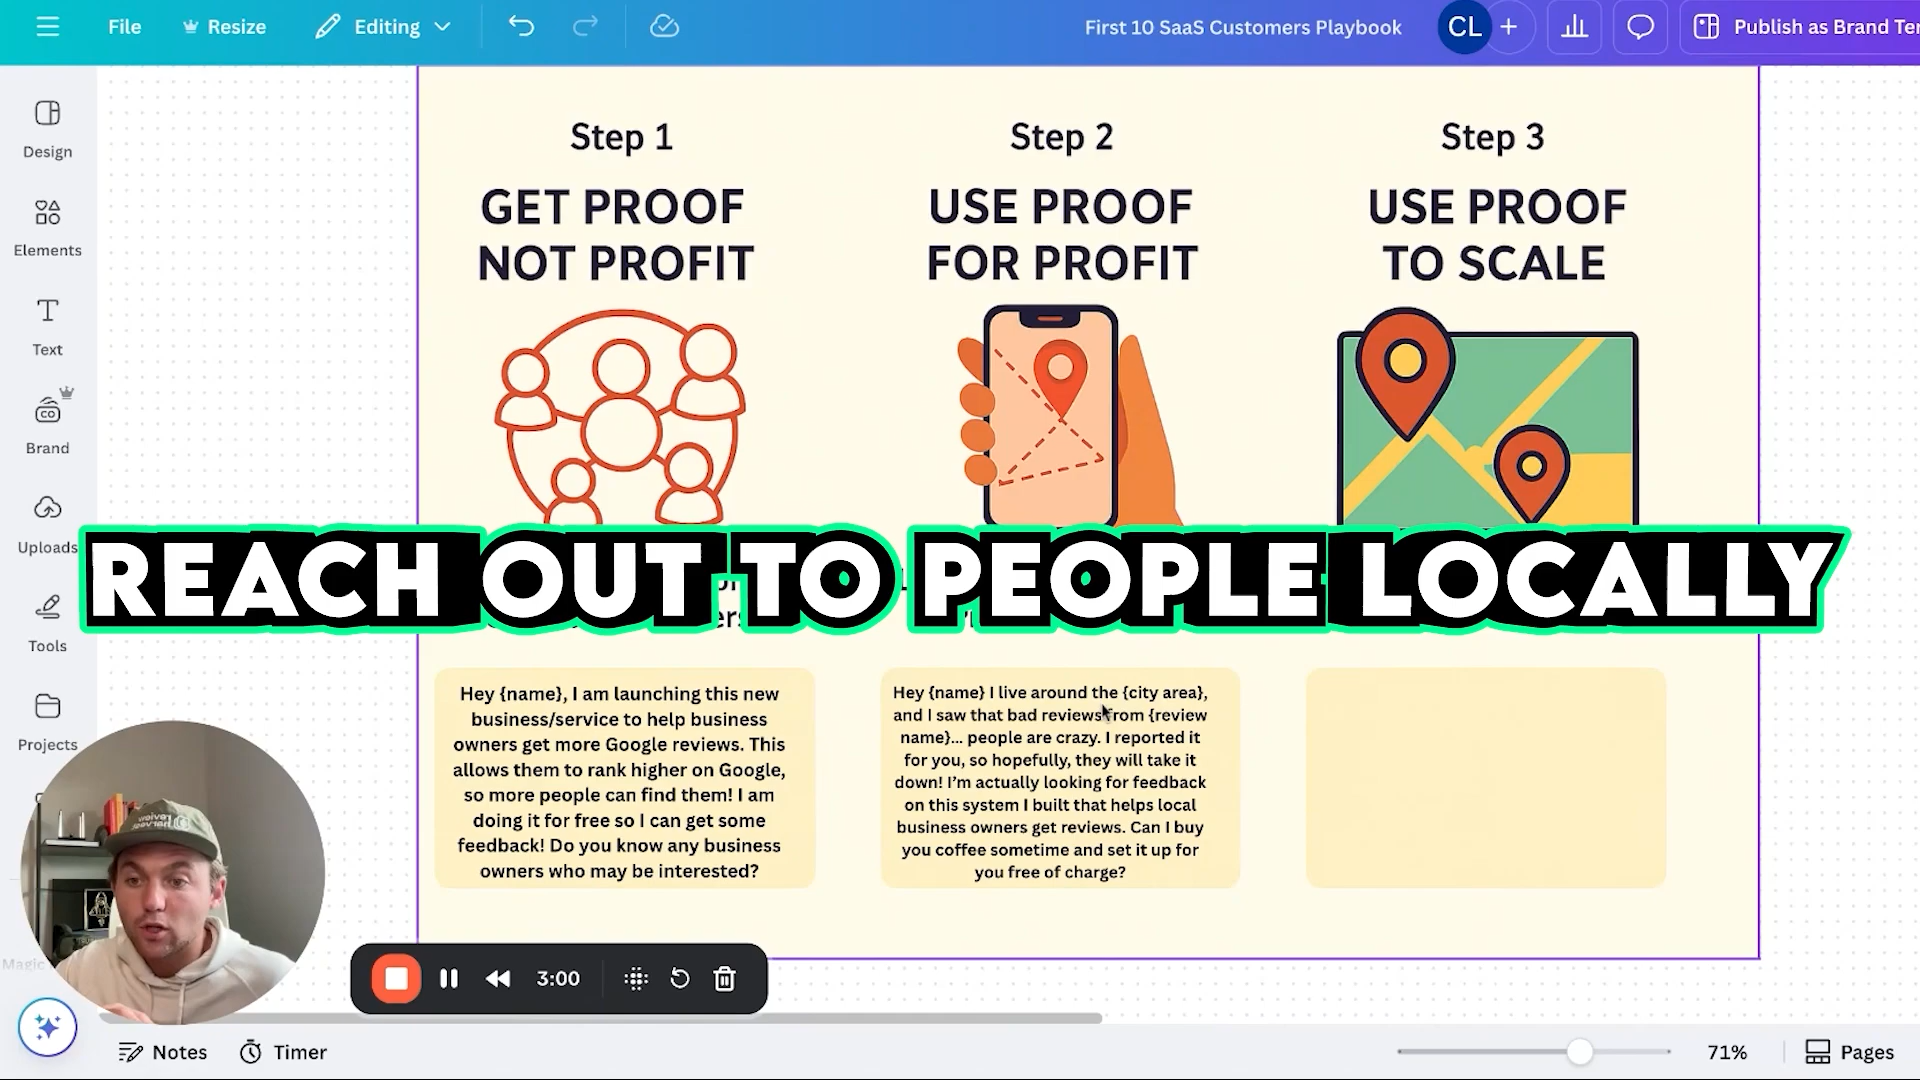 File
Resize
Editing
First 10 SaaS Customers Playbook
CL
Publish as Brand Te
Design
Elements
Text
Brand
Uploads
Tools
Projects
Magic
Step 1
GET PROOF
NOT PROFIT
Step 2
USE PROOF
FOR PROFIT
Step 3
USE PROOF
TO SCALE
REACH OUT TO PEOPLE LOCALLY
Hey {name}, I am launching this new
business/service to help business
owners get more Google reviews. This
allows them to rank higher on Google,
so more people can find them! I am
doing it for free so I can get some
feedback! Do you know any business
owners who may be interested?
Hey {name} I live around the {city area},
and I saw that bad reviews from {review
name}... people are crazy. I reported it
for you, so hopefully, they will take it
down! I'm actually looking for feedback
on this system I built that helps local
business owners get reviews. Can I buy
you coffee sometime and set it up for
you free of charge?
3:00
Notes
Timer
71%
Pages